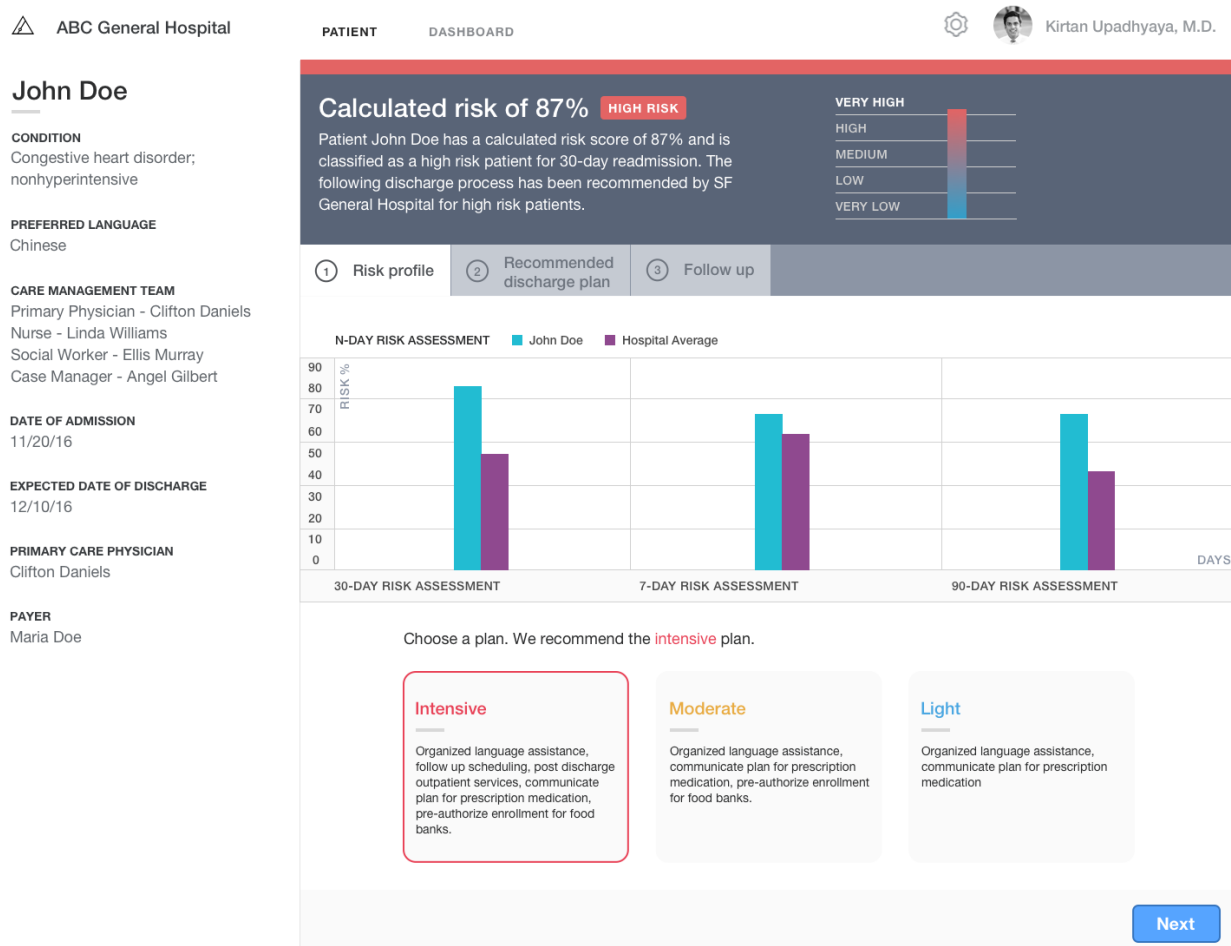 ABC General Hospital
PATIENT
DASHBOARD
Kirtan Upadhyaya, M.D.
John Doe
CONDITION
Congestive heart disorder;
nonhyperintensive
PREFERRED LANGUAGE
Chinese
CARE MANAGEMENT TEAM
Primary Physician - Clifton Daniels
Nurse - Linda Williams
Social Worker - Ellis Murray
Case Manager - Angel Gilbert
DATE OF ADMISSION
11/20/16
EXPECTED DATE OF DISCHARGE
12/10/16
PRIMARY CARE PHYSICIAN
Clifton Daniels
PAYER
Maria Doe
Calculated risk of 87%
HIGH RISK
Patient John Doe has a calculated risk score of 87% and is
classified as a high risk patient for 30-day readmission. The
following discharge process has been recommended by SF
General Hospital for high risk patients.
VERY HIGH
HIGH
MEDIUM
LOW
VERY LOW
1 Risk profile
2 Recommended
discharge plan
3 Follow up
N-DAY RISK ASSESSMENT
John Doe
Hospital Average
RISK %
90
80
70
60
50
40
30
20
10
0
DAYS
30-DAY RISK ASSESSMENT
7-DAY RISK ASSESSMENT
90-DAY RISK ASSESSMENT
Choose a plan. We recommend the intensive plan.
Intensive
Organized language assistance,
follow up scheduling, post discharge
outpatient services, communicate
plan for prescription medication,
pre-authorize enrollment for food
banks.
Moderate
Organized language assistance,
communicate plan for prescription
medication, pre-authorize enrollment
for food banks.
Light
Organized language assistance,
communicate plan for prescription
medication
Next